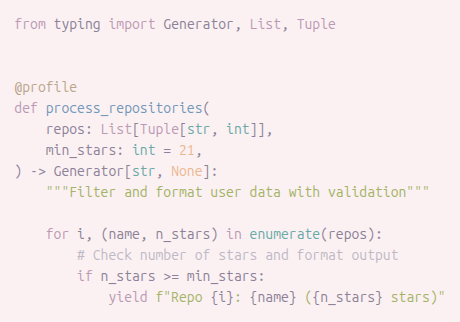 from typing import Generator, List, Tuple


@profile
def process_repositories(
    repos: List[Tuple[str, int]],
    min_stars: int = 21,
) -> Generator[str, None]:
    """Filter and format user data with validation"""

    for i, (name, n_stars) in enumerate(repos):
        # Check number of stars and format output
        if n_stars >= min_stars:
            yield f"Repo {i}: {name} ({n_stars} stars)"